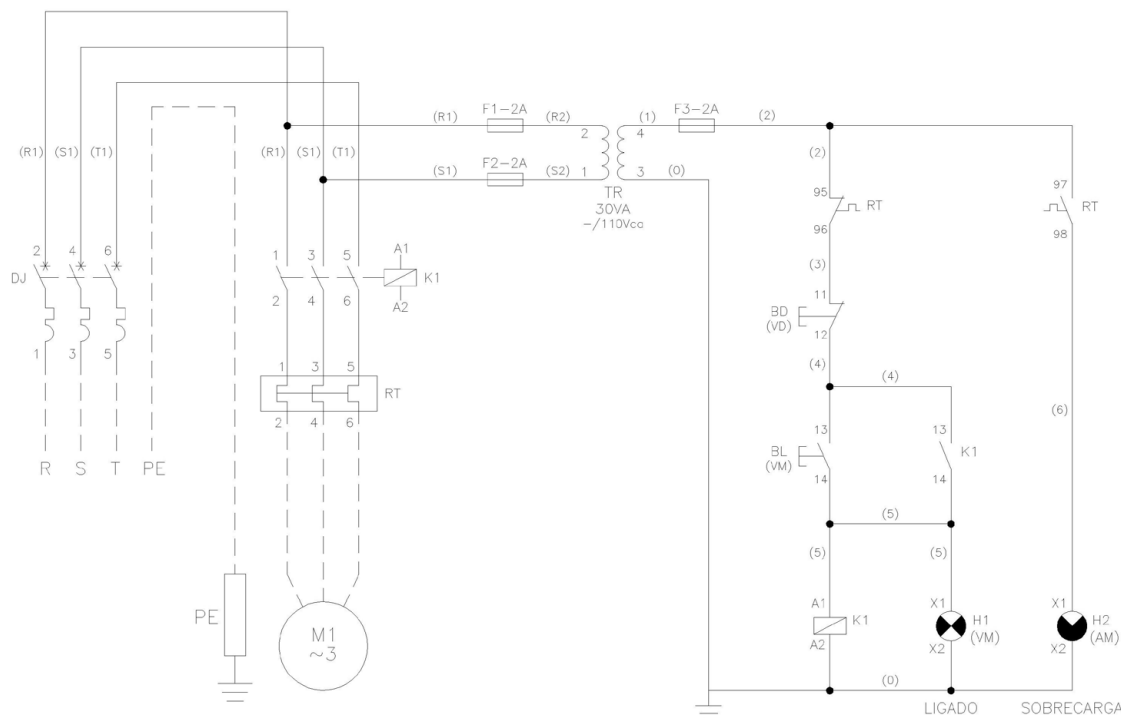 F1-2A
F3-2A
(R1)
(R2)
(1)
(2)
2
4
(R1)
(S1)
(T1)
(R1)
(S1)
(T1)
(2)
F2-2A
(S1)
(S2)
1
3
(0)
TR
30VA
-/110Vca
95
97
RT
RT
96
98
2
4
6
1
3
5
A1
DJ
K1
2
4
6
A2
(3)
11
BD
(VD)
12
1
3
5
(4)
1
3
5
RT
2
4
6
(4)
(6)
13
13
BL
(VM)
K1
14
14
R
S
T
PE
(5)
(5)
(5)
PE
M1
~3
A1
K1
A2
X1
H1
(VM)
X2
X1
H2
(AM)
X2
(0)
LIGADO
SOBRECARGA